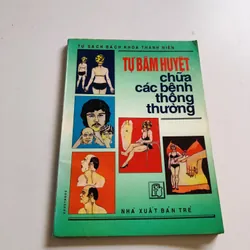 TỦ SÁCH BÁCH KHOA THANH NIÊN
TỰ BẤM HUYỆT
chữa
các bệnh
thông
thường
NHÀ XUẤT BẢN TRẺ